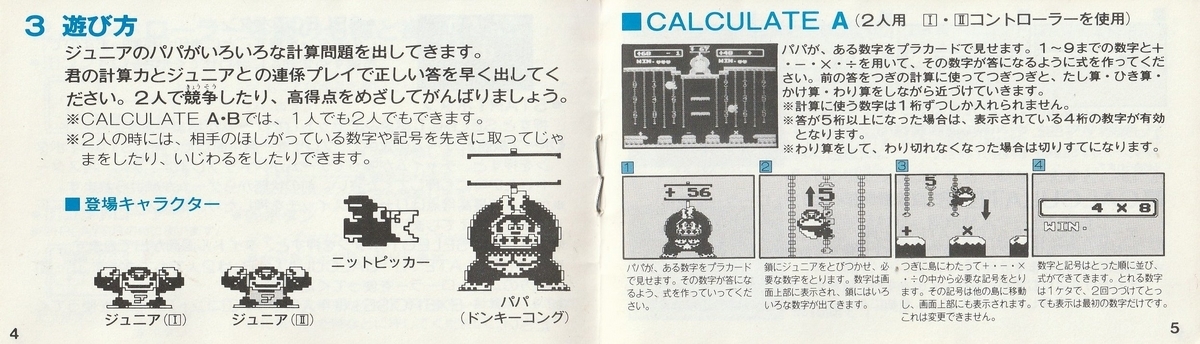 3 遊び方
ジュニアのパパがいろいろな計算問題を出してきます。
君の計算力とジュニアとの連係プレイで正しい答を早く出してく
ださい。2人で競争したり、高得点をめざしてがんばりましょう。
きょうそう
※CALCULATE A・Bでは、1人でも2人でもできます。
※2人の時には、相手のほしがっている数字や記号を先きに取ってじゃ
まをしたり、いじわるをしたりできます。
■登場キャラクター
ジュニア(Ⅰ)
ジュニア(Ⅱ)
ニットピッカー
パパ
(ドンキーコング)
4
■CALCULATE A(2人用 Ⅰ・Ⅱコントローラーを使用)
パパが、ある数字をプラカードで見せます。1〜9までの数字と+
・−・×・÷を用いて、その数字が答になるように式を作ってくだ
さい。前の答をつぎの計算に使ってつぎつぎと、たし算・ひき算・
かけ算・わり算をしながら近づけていきます。
※計算に使う数字は1桁ずつしか入れられません。
※答が5桁以上になった場合は、表示されている4桁の数字が有効
となります。
※わり算をして、わり切れなくなった場合は切りすてになります。
1
+ 56
パパが、ある数字をプラカード
で見せます。その数字が答にな
るよう、式を作っていってくだ
さい。
2
5
鎖にジュニアをとびつかせ、必
要な数字をとります。数字は画
面上部に表示され、鎖にはいろ
いろな数字が出てきます。
3
5
+
×
つぎに島にわたって+・−・×
・÷の中から必要な記号をとり
ます。その記号は他の島に移動
し、画面上部にも表示されます。
これは変更できません。
4
4 × 8
WIN.
数字と記号はとった順に並び、
式ができてきます。とれる数字
は1ケタで、2回つづけてとっ
ても表示は最初の数字だけです。
5